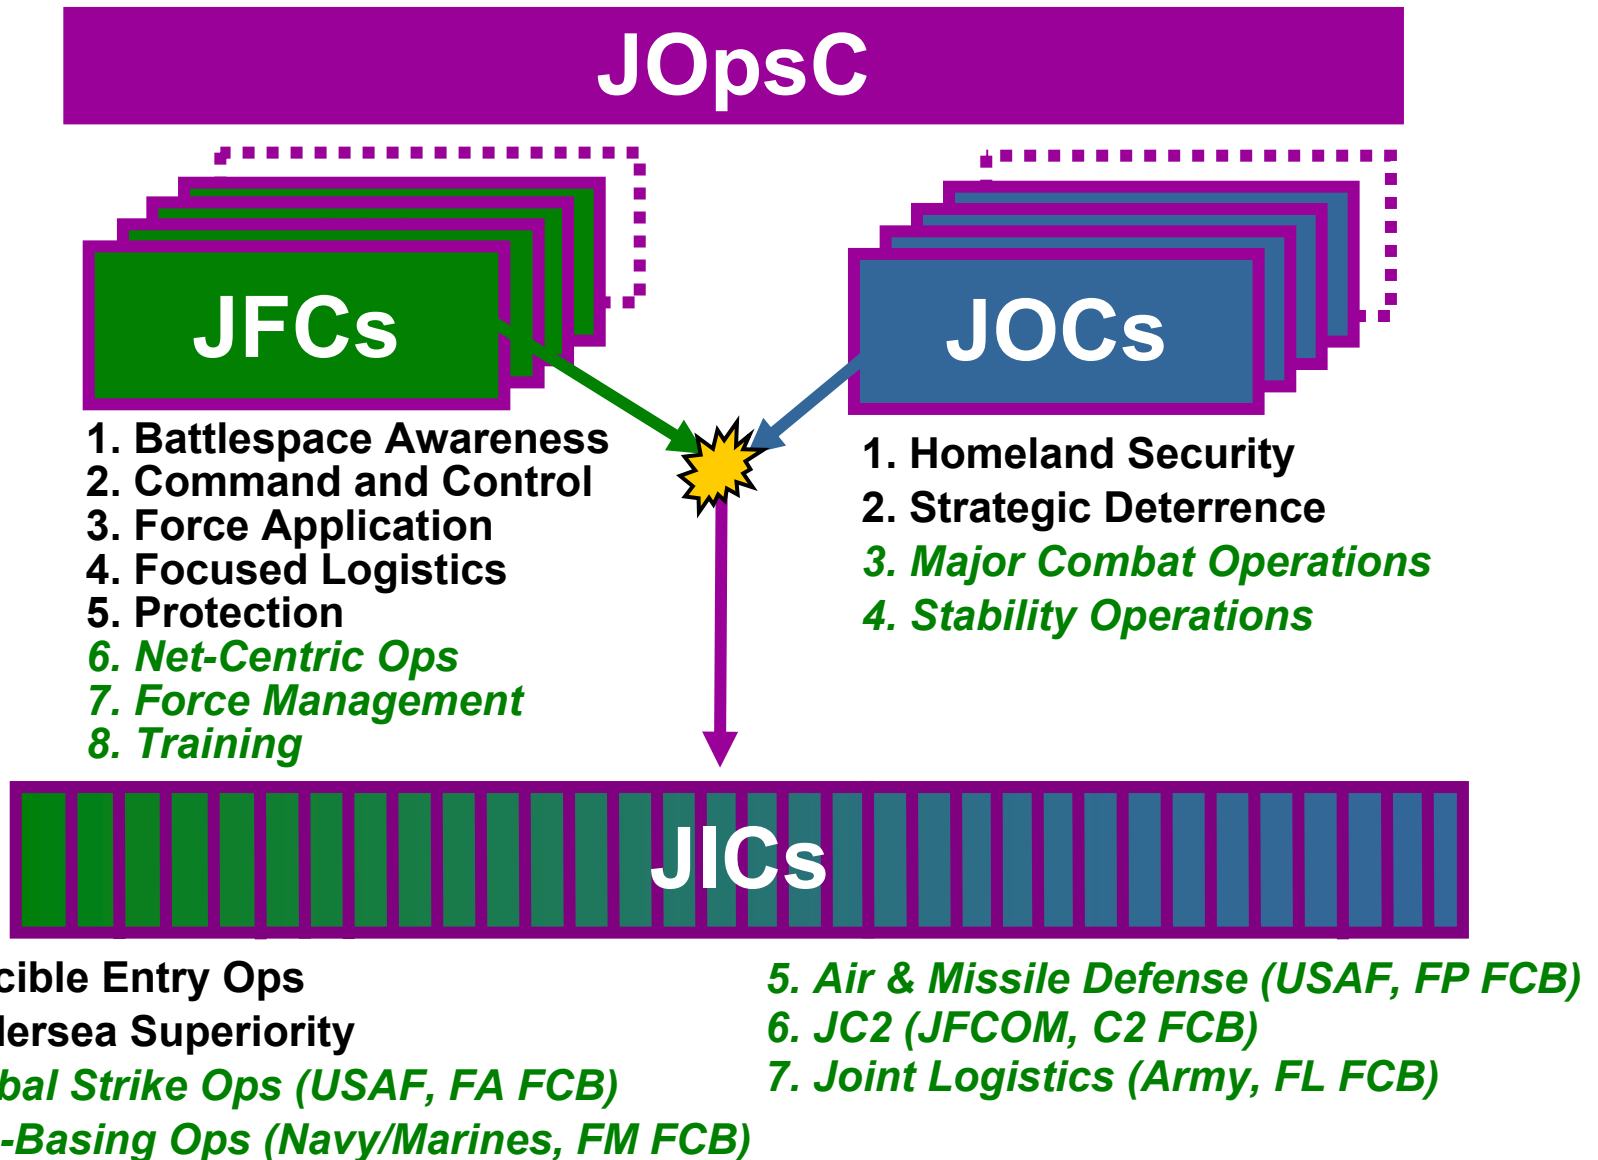 JOpsC
JFCs
JOCs
1. Battlespace Awareness
2. Command and Control
3. Force Application
4. Focused Logistics
5. Protection
6. Net-Centric Ops
7. Force Management
8. Training
1. Homeland Security
2. Strategic Deterrence
3. Major Combat Operations
4. Stability Operations
JICs
cible Entry Ops
dersea Superiority
bal Strike Ops (USAF, FA FCB)
-Basing Ops (Navy/Marines, FM FCB)
5. Air & Missile Defense (USAF, FP FCB)
6. JC2 (JFCOM, C2 FCB)
7. Joint Logistics (Army, FL FCB)